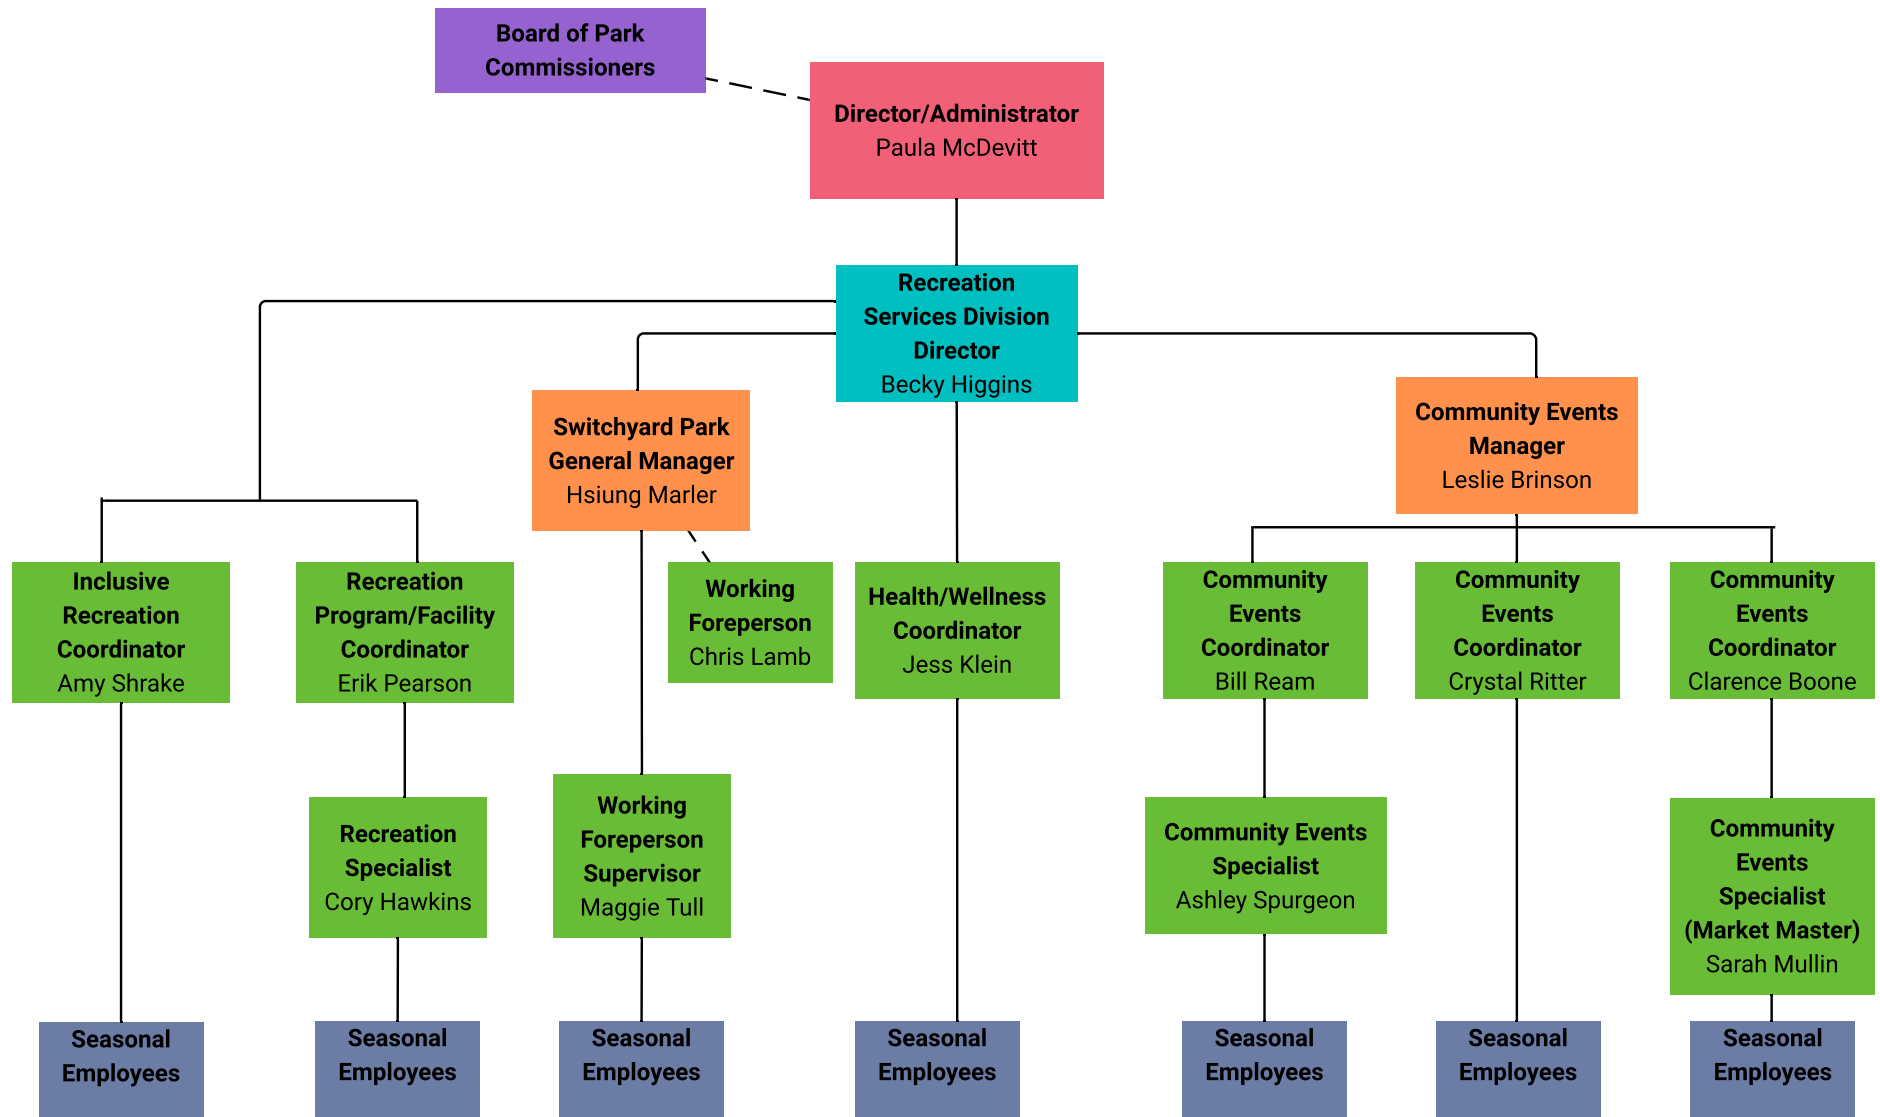 Board of Park
Commissioners
Director/Administrator
Paula McDevitt
Recreation
Services Division
Director
Becky Higgins
Switchyard Park
General Manager
Hsiung Marler
Community Events
Manager
Leslie Brinson
Inclusive
Recreation
Coordinator
Amy Shrake
Recreation
Program/Facility
Coordinator
Erik Pearson
Working
Foreperson
Chris Lamb
Health/Wellness
Coordinator
Jess Klein
Community
Events
Coordinator
Bill Ream
Community
Events
Coordinator
Crystal Ritter
Community
Events
Coordinator
Clarence Boone
Recreation
Specialist
Cory Hawkins
Working
Foreperson
Supervisor
Maggie Tull
Community Events
Specialist
Ashley Spurgeon
Community
Events
Specialist
(Market Master)
Sarah Mullin
Seasonal
Employees
Seasonal
Employees
Seasonal
Employees
Seasonal
Employees
Seasonal
Employees
Seasonal
Employees
Seasonal
Employees